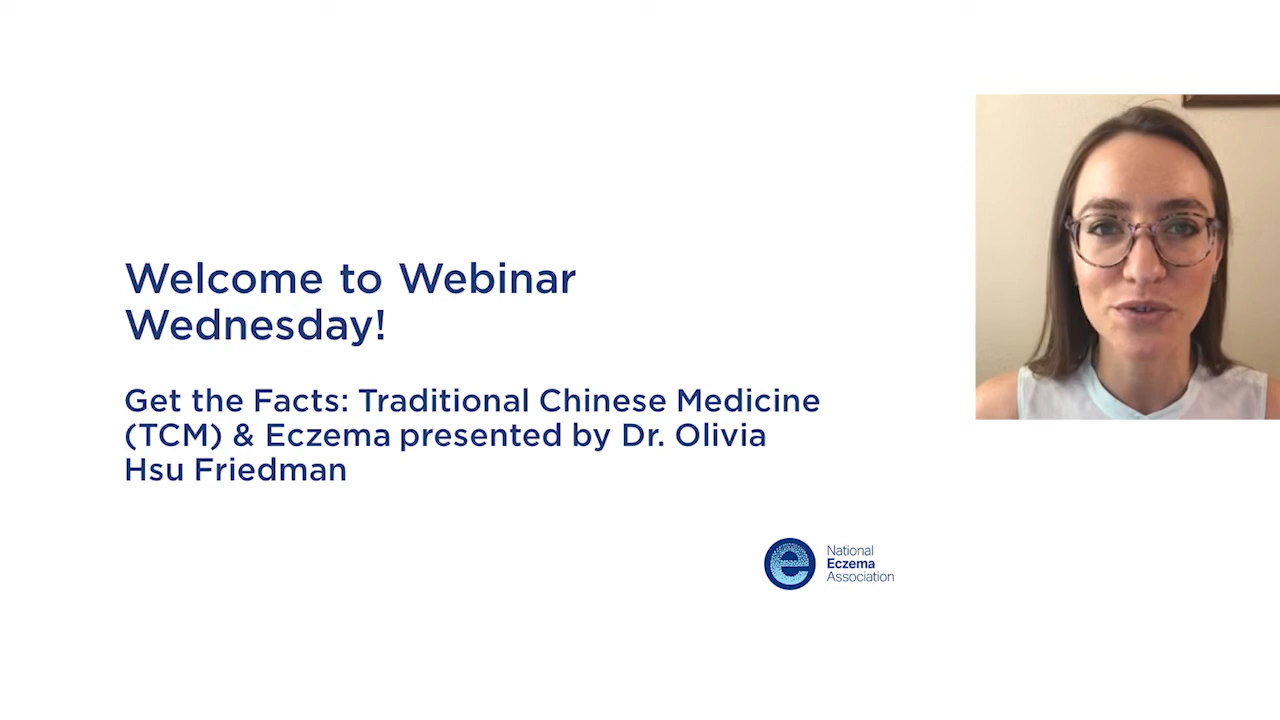 Welcome to Webinar
Wednesday!
Get the Facts: Traditional Chinese Medicine
(TCM) & Eczema presented by Dr. Olivia
Hsu Friedman
National
Eczema
Association